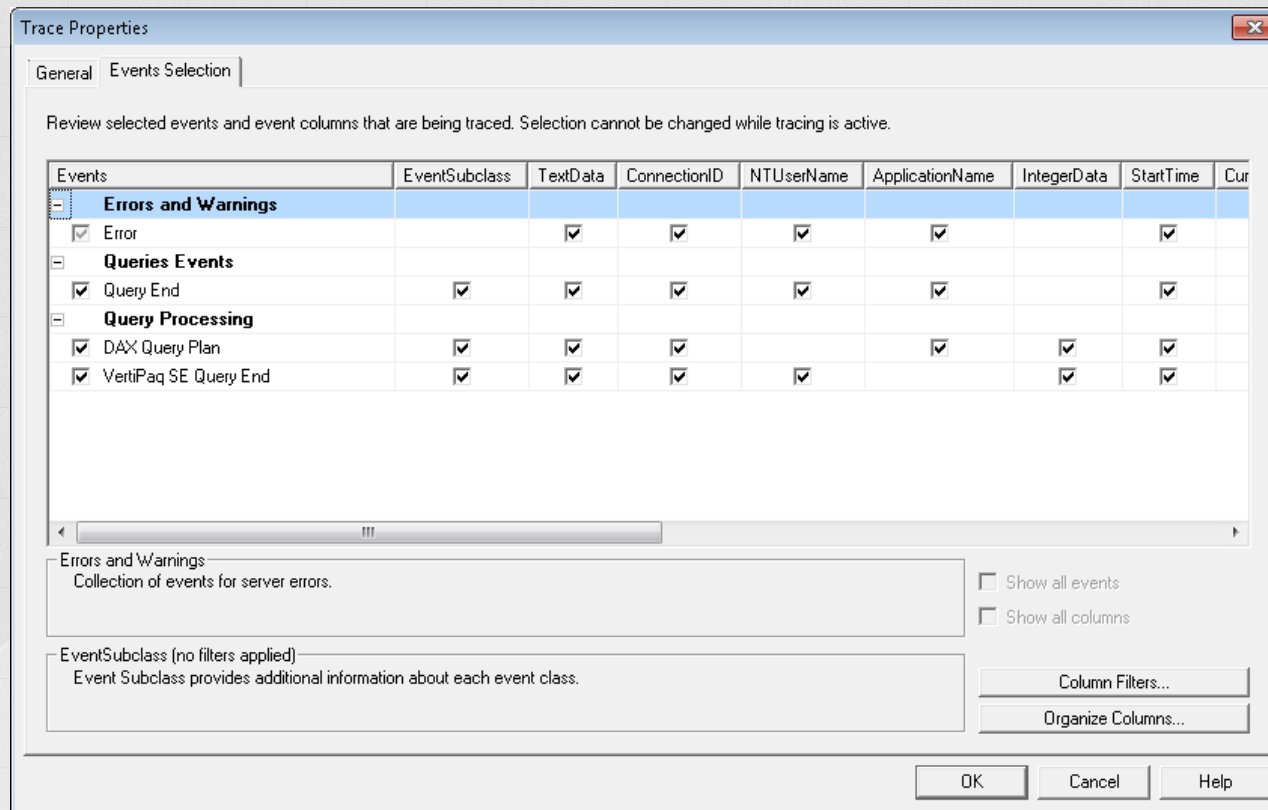 Trace Properties
General Events Selection
Review selected events and event columns that are being traced. Selection cannot be changed while tracing is active.
Events EventSubclass TextData ConnectionID NTUserName ApplicationName IntegerData StartTime Cur
Errors and Warnings
Error
Queries Events
Query End
Query Processing
DAX Query Plan
VertiPaq SE Query End
Errors and Warnings
Collection of events for server errors.
Show all events
Show all columns
EventSubclass (no filters applied)
Event Subclass provides additional information about each event class.
Column Filters...
Organize Columns...
OK Cancel Help